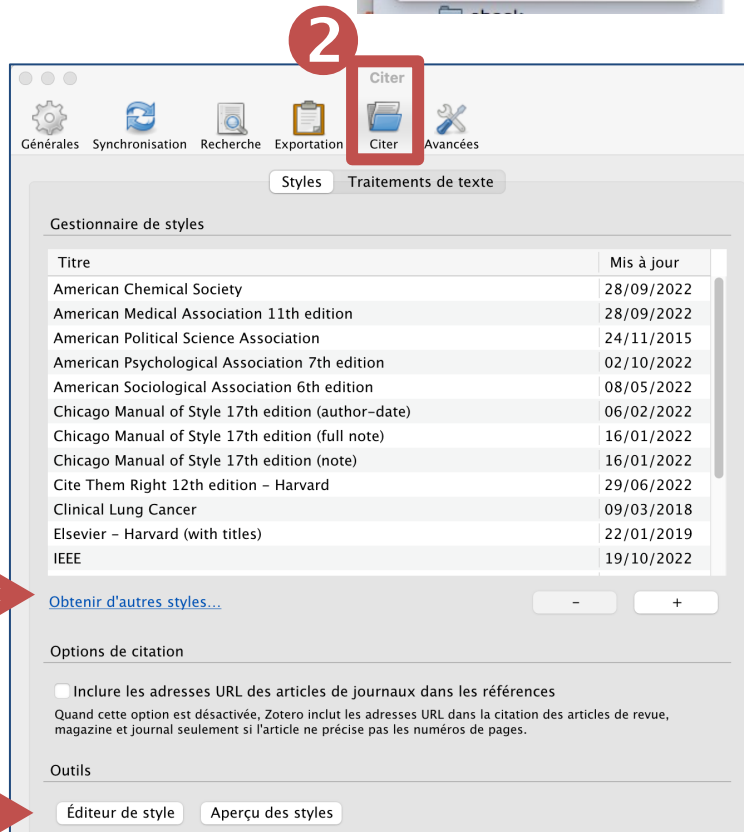 2
Citer
Générales Synchronisation Recherche Exportation Citer Avancées
Styles Traitements de texte
Gestionnaire de styles
Titre Mis à jour
American Chemical Society 28/09/2022
American Medical Association 11th edition 28/09/2022
American Political Science Association 24/11/2015
American Psychological Association 7th edition 02/10/2022
American Sociological Association 6th edition 08/05/2022
Chicago Manual of Style 17th edition (author-date) 06/02/2022
Chicago Manual of Style 17th edition (full note) 16/01/2022
Chicago Manual of Style 17th edition (note) 16/01/2022
Cite Them Right 12th edition - Harvard 29/06/2022
Clinical Lung Cancer 09/03/2018
Elsevier - Harvard (with titles) 22/01/2019
IEEE 19/10/2022
Obtenir d'autres styles... - +
Options de citation
Inclure les adresses URL des articles de journaux dans les références
Quand cette option est désactivée, Zotero inclut les adresses URL dans la citation des articles de revue,
magazine et journal seulement si l'article ne précise pas les numéros de pages.
Outils
Éditeur de style Aperçu des styles